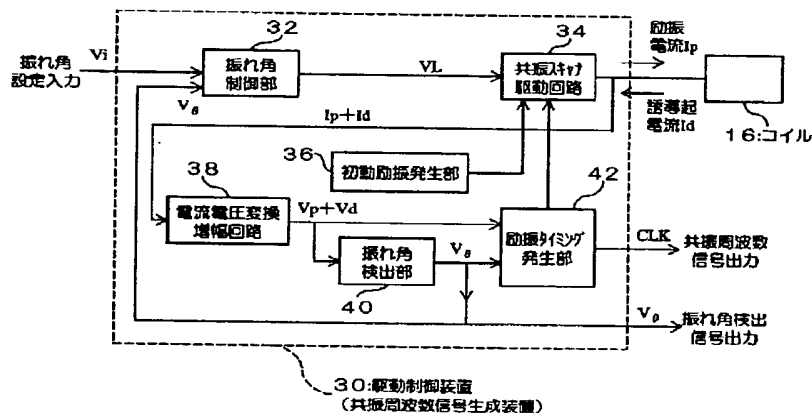 振れ角
設定入力
Vi
32
振れ角
制御部
Vθ
VL
34
共振スキャナ
駆動回路
励振
電流Ip
誘導起
電流Id
16:コイル
Ip+Id
36
初動励振発生部
38
電流電圧変換
増幅回路
Vp+Vd
振れ角
検出部
40
Vθ
42
励振タイミング
発生部
CLK
共振周波数
信号出力
Vθ
振れ角検出
信号出力
30:駆動制御装置
(共振周波数信号生成装置)